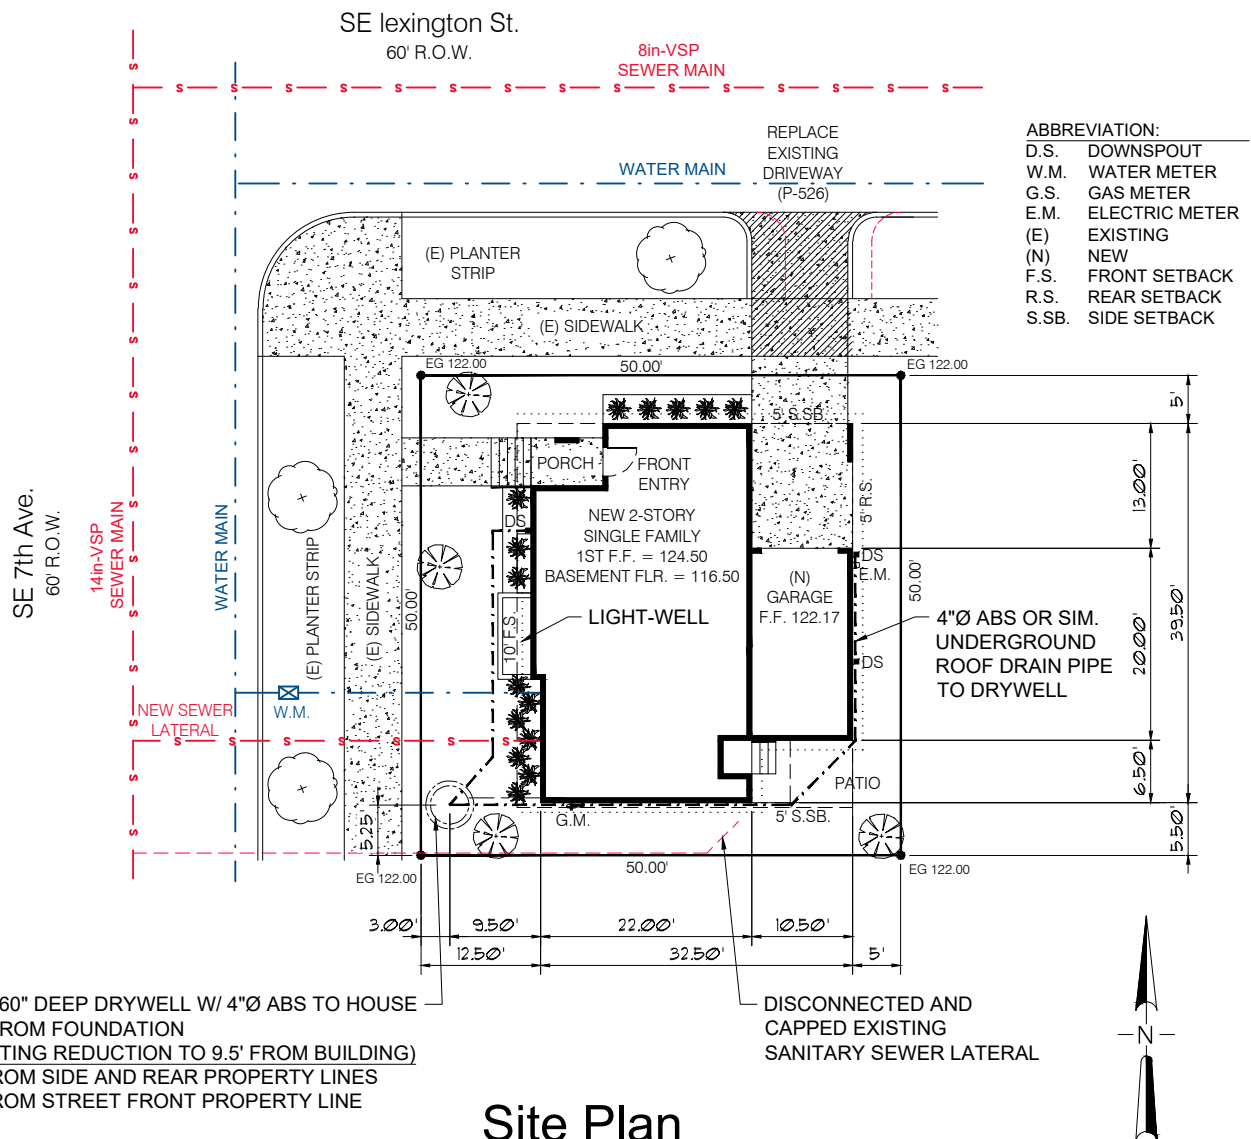 SE lexington St.
60' R.O.W.
8in-VSP
SEWER MAIN
S S S S S S S S S S S S S S S
WATER MAIN
REPLACE
EXISTING
DRIVEWAY
(P-526)
ABBREVIATION:
D.S. DOWNSPOUT
W.M. WATER METER
G.S. GAS METER
E.M. ELECTRIC METER
(E) EXISTING
(N) NEW
F.S. FRONT SETBACK
R.S. REAR SETBACK
S.SB. SIDE SETBACK
(E) PLANTER
STRIP
(E) SIDEWALK
EG 122.00
50.00'
EG 122.00
5' S.SB.
5'
PORCH
FRONT
ENTRY
13.00'
5' R.S.
SE 7th Ave.
60' R.O.W.
14in-VSP
SEWER MAIN
WATER MAIN
(E) PLANTER STRIP
(E) SIDEWALK
50.00'
DS
NEW 2-STORY
SINGLE FAMILY
1ST F.F. = 124.50
BASEMENT FLR. = 116.50
(N)
GARAGE
F.F. 122.17
DS
E.M.
50.00'
LIGHT-WELL
10' F.S
DS
4"Ø ABS OR SIM.
UNDERGROUND
ROOF DRAIN PIPE
TO DRYWELL
20.00'
39.50'
NEW SEWER
LATERAL
W.M.
S S S S S S
PATIO
6.50'
G.M.
5' S.SB.
5.25
5.50'
EG 122.00
50.00'
EG 122.00
3.00'
9.50'
22.00'
10.50'
12.50'
32.50'
5'
60" DEEP DRYWELL W/ 4"Ø ABS TO HOUSE
ROM FOUNDATION
TING REDUCTION TO 9.5' FROM BUILDING)
ROM SIDE AND REAR PROPERTY LINES
ROM STREET FRONT PROPERTY LINE
DISCONNECTED AND
CAPPED EXISTING
SANITARY SEWER LATERAL
N
Site Plan